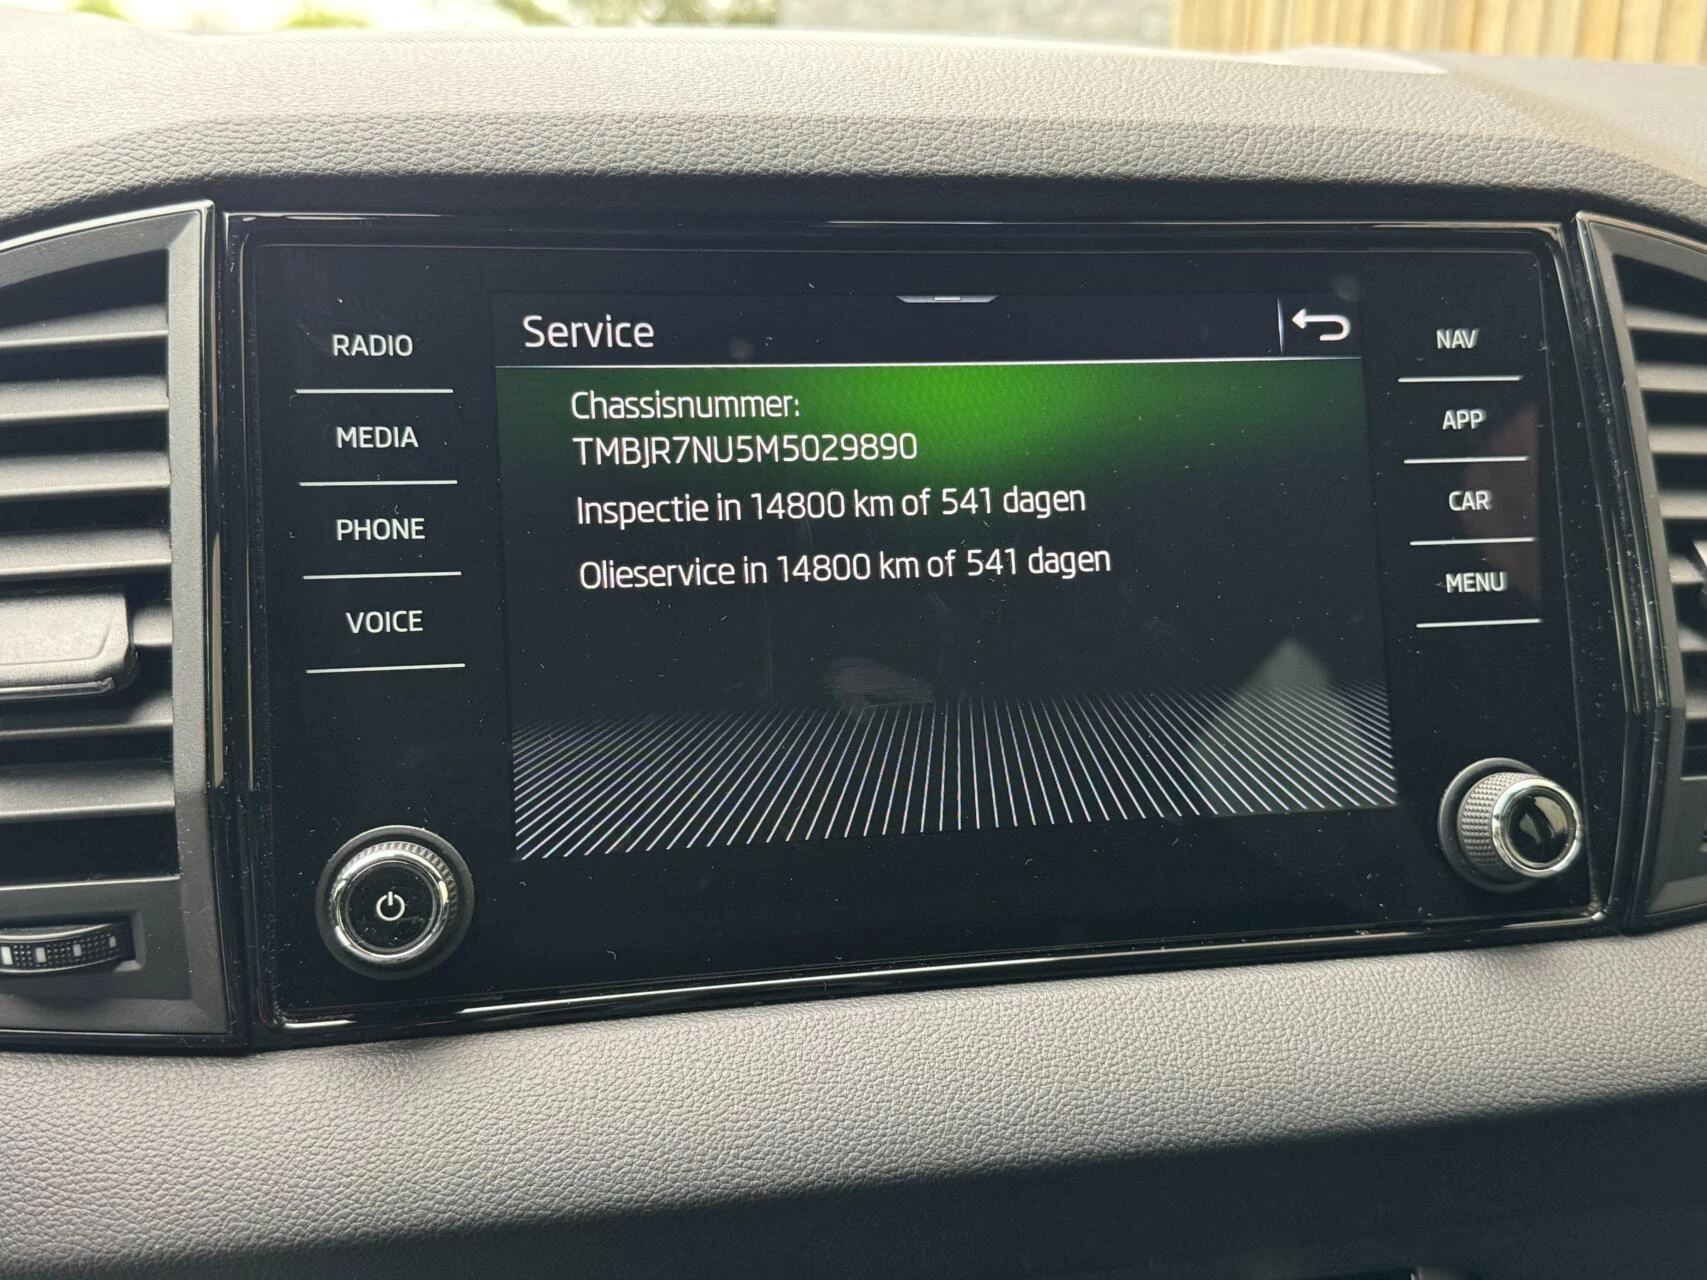 Service
RADIO
MEDIA
PHONE
VOICE
Chassisnummer:
TMBJR7NU5M5029890
Inspectie in 14800 km of 541 dagen
Olieservice in 14800 km of 541 dagen
NAV
APP
CAR
MENU